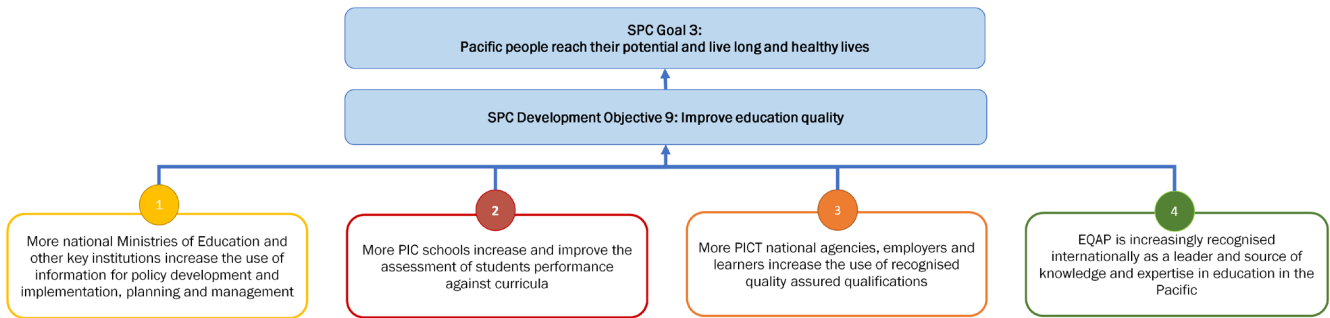 SPC Goal 3:
Pacific people reach their potential and live long and healthy lives
SPC Development Objective 9: Improve education quality
1
More national Ministries of Education and
other key institutions increase the use of
information for policy development and
implementation, planning and management
2
More PIC schools increase and improve the
assessment of students performance
against curricula
3
More PICT national agencies, employers and
learners increase the use of recognised
quality assured qualifications
4
EQAP is increasingly recognised
internationally as a leader and source of
knowledge and expertise in education in the
Pacific